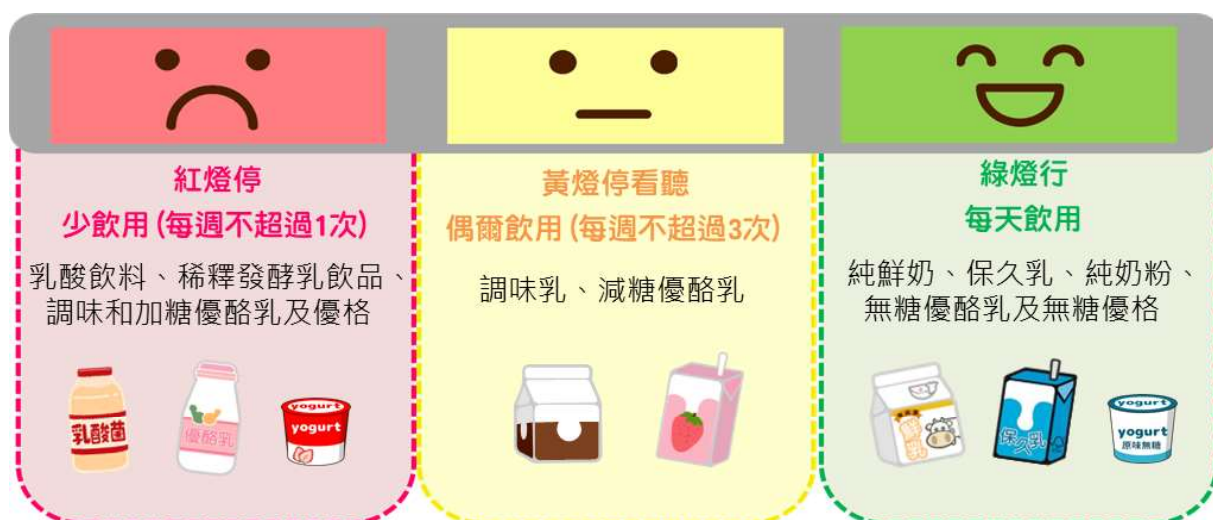 紅燈停
少飲用(每週不超過1次)
乳酸飲料、稀釋發酵乳飲品、
調味和加糖優酪乳及優格
乳酸菌
優酪乳
yogurt
yogurt
黃燈停看聽
偶爾飲用(每週不超過3次)
調味乳、減糖優酪乳
綠燈行
每天飲用
純鮮奶、保久乳、純奶粉、
無糖優酪乳及無糖優格
保久乳
yogurt
yogurt
原味無糖